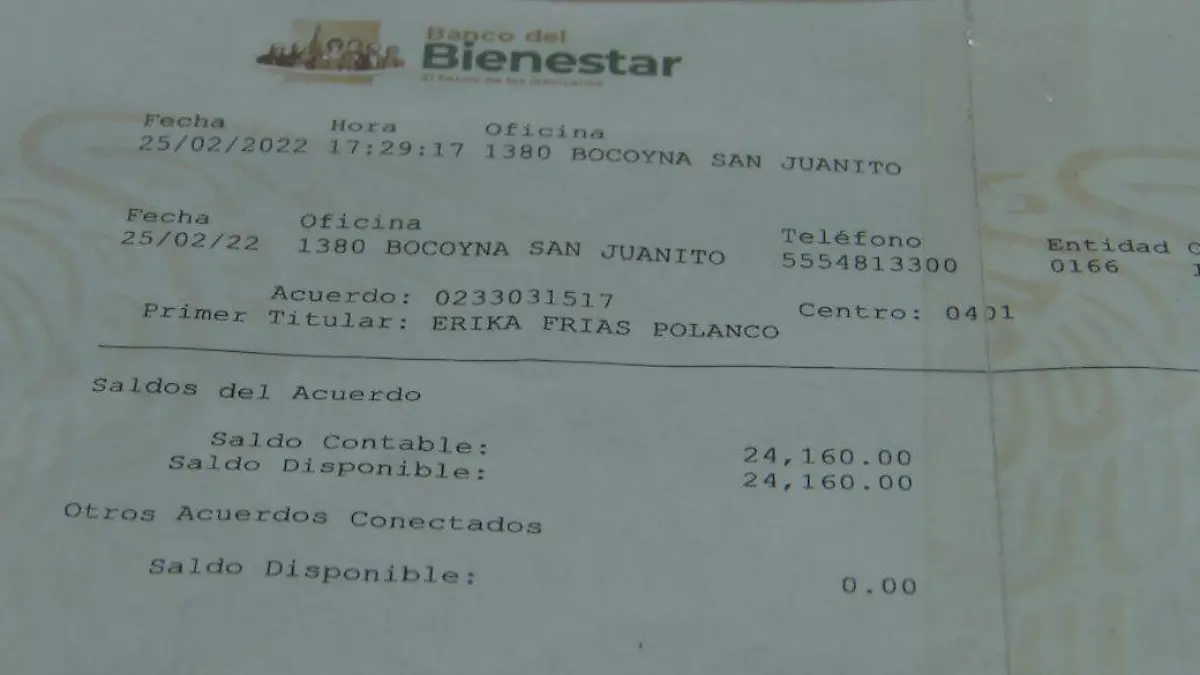 Banco del
Bienestar
Fecha Hora Oficina
25/02/2022 17:29:17 1380 BOCOYNA SAN JUANITO
Fecha Oficina Teléfono Entidad
25/02/22 1380 BOCOYNA SAN JUANITO 5554813300 0166
Acuerdo: 0233031517 Centro: 0401
Primer Titular: ERIKA FRIAS POLANCO
Saldos del Acuerdo
Saldo Contable: 24,160.00
Saldo Disponible: 24,160.00
Otros Acuerdos Conectados
Saldo Disponible: 0.00